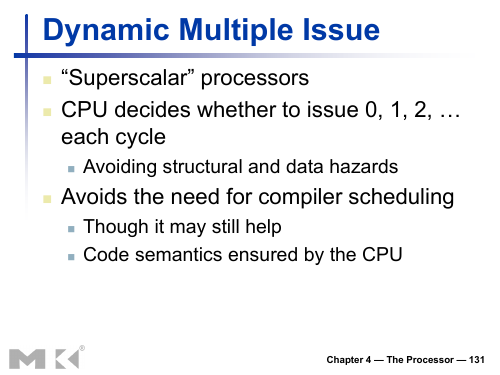 Dynamic Multiple Issue
“Superscalar” processors
CPU decides whether to issue 0, 1, 2, …
each cycle
Avoiding structural and data hazards
Avoids the need for compiler scheduling
Though it may still help
Code semantics ensured by the CPU
MK®
Chapter 4 — The Processor — 131